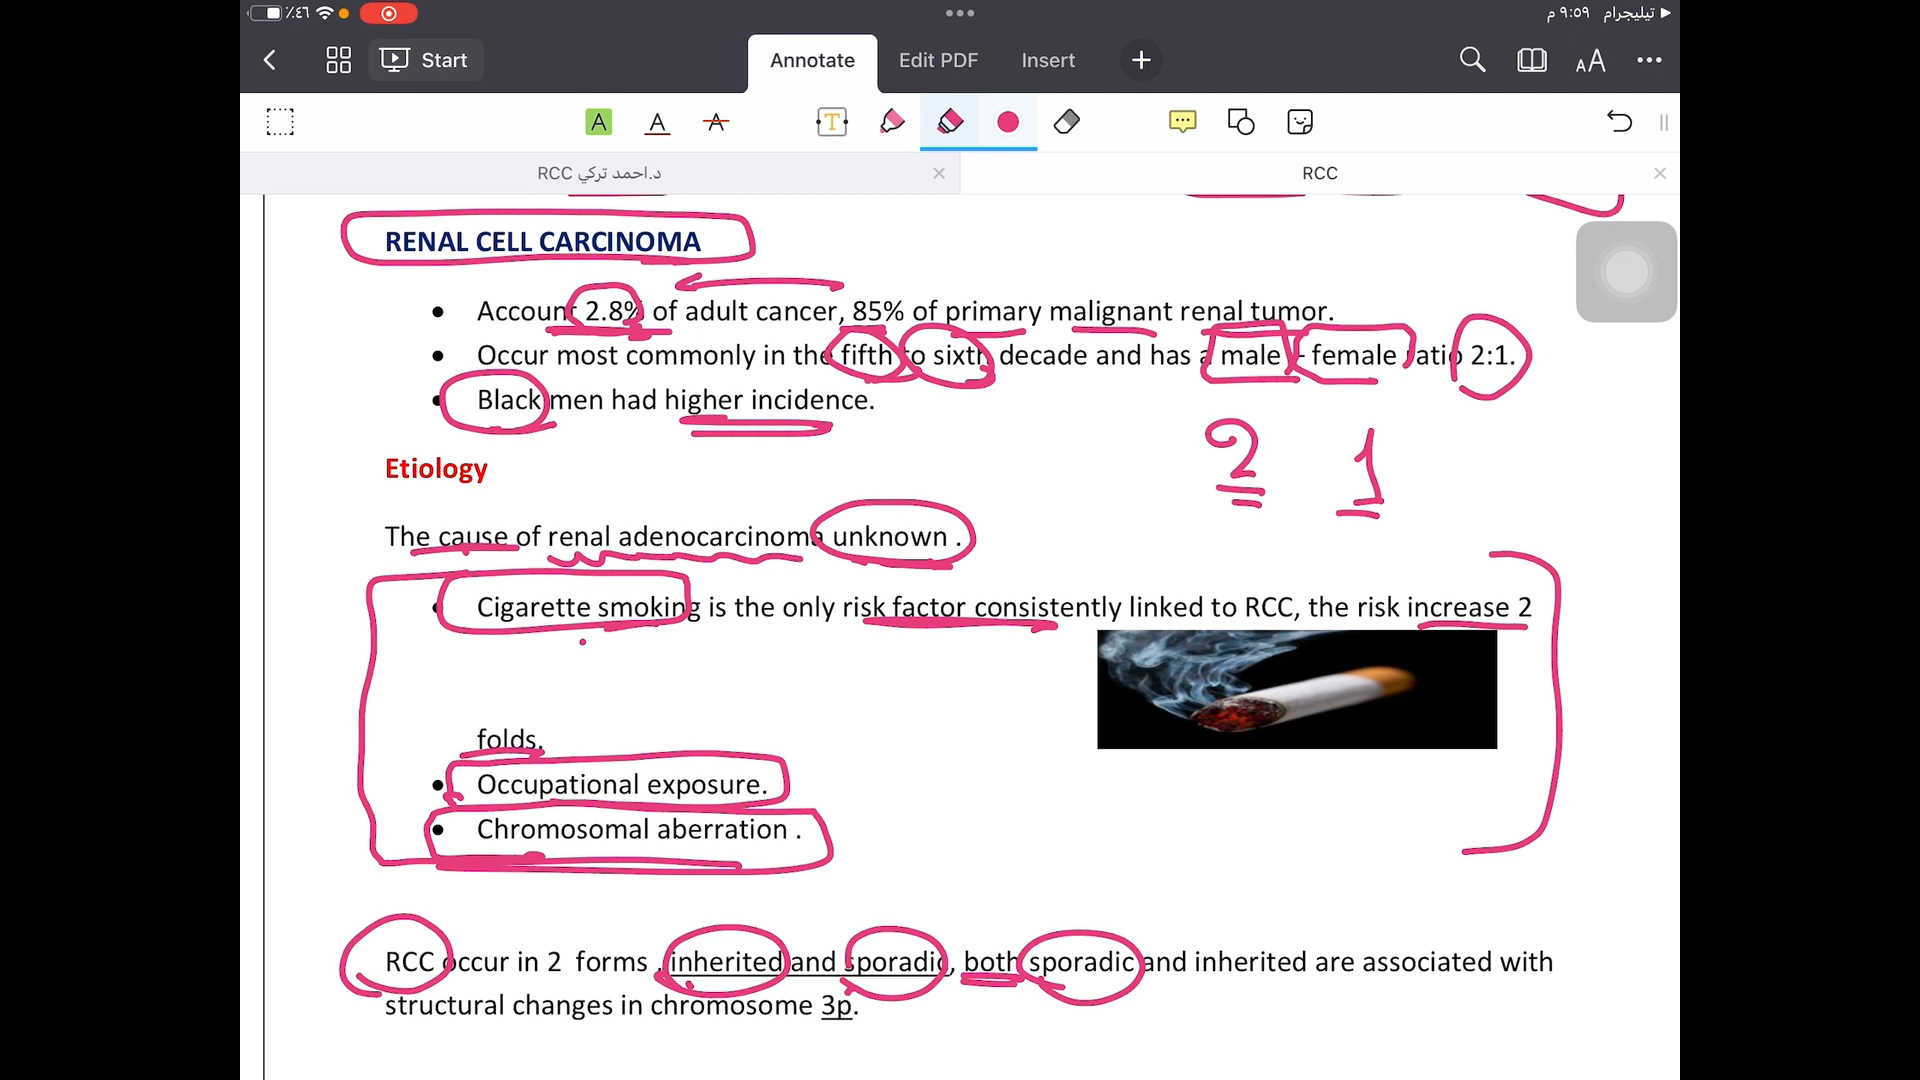 ٪٤٦
تيليجرام ٩:٥٩ م
Start
Annotate
Edit PDF
Insert
RCC د.احمد تركي
RCC
RENAL CELL CARCINOMA
• Account 2.8% of adult cancer, 85% of primary malignant renal tumor.
• Occur most commonly in the fifth to sixth decade and has a male - female ratio 2:1.
• Black men had higher incidence.
2 1
Etiology
The cause of renal adenocarcinoma unknown .
• Cigarette smoking is the only risk factor consistently linked to RCC, the risk increase 2
folds.
• Occupational exposure.
• Chromosomal aberration .
RCC occur in 2 forms , inherited and sporadic, both sporadic and inherited are associated with
structural changes in chromosome 3p.